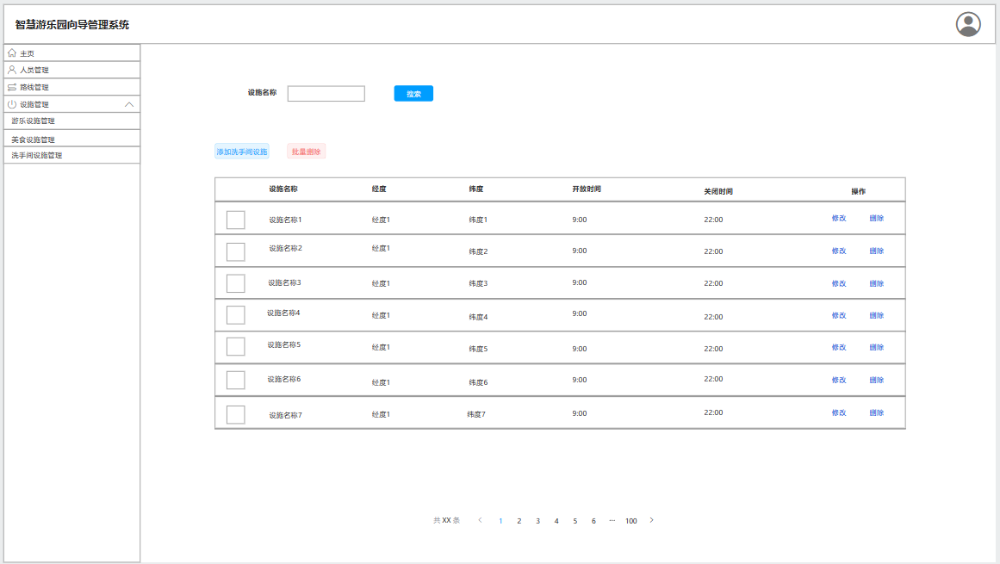 智慧游乐园向导管理系统
主页
人员管理
路线管理
设施管理
游乐设施管理
美食设施管理
洗手间设施管理
设施名称 搜索
添加洗手间设施 批量删除
设施名称 经度 纬度 开放时间 关闭时间 操作
设施名称1 经度1 纬度1 9:00 22:00 修改 删除
设施名称2 经度1 纬度2 9:00 22:00 修改 删除
设施名称3 经度1 纬度3 9:00 22:00 修改 删除
设施名称4 经度1 纬度4 9:00 22:00 修改 删除
设施名称5 经度1 纬度5 9:00 22:00 修改 删除
设施名称6 经度1 纬度6 9:00 22:00 修改 删除
设施名称7 经度1 纬度7 9:00 22:00 修改 删除
共 XX 条 < 1 2 3 4 5 6 ··· 100 >